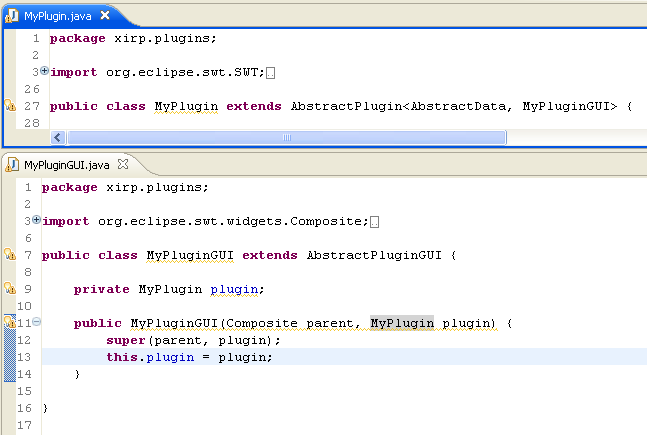 MyPlugin.java
1 package xirp.plugins;
2
3 import org.eclipse.swt.SWT;
26
27 public class MyPlugin extends AbstractPlugin<AbstractData, MyPluginGUI> {
28
MyPluginGUI.java
1 package xirp.plugins;
2
3 import org.eclipse.swt.widgets.Composite;
6
7 public class MyPluginGUI extends AbstractPluginGUI {
8
9 private MyPlugin plugin;
10
11 public MyPluginGUI(Composite parent, MyPlugin plugin) {
12 super(parent, plugin);
13 this.plugin = plugin;
14 }
15
16 }
17